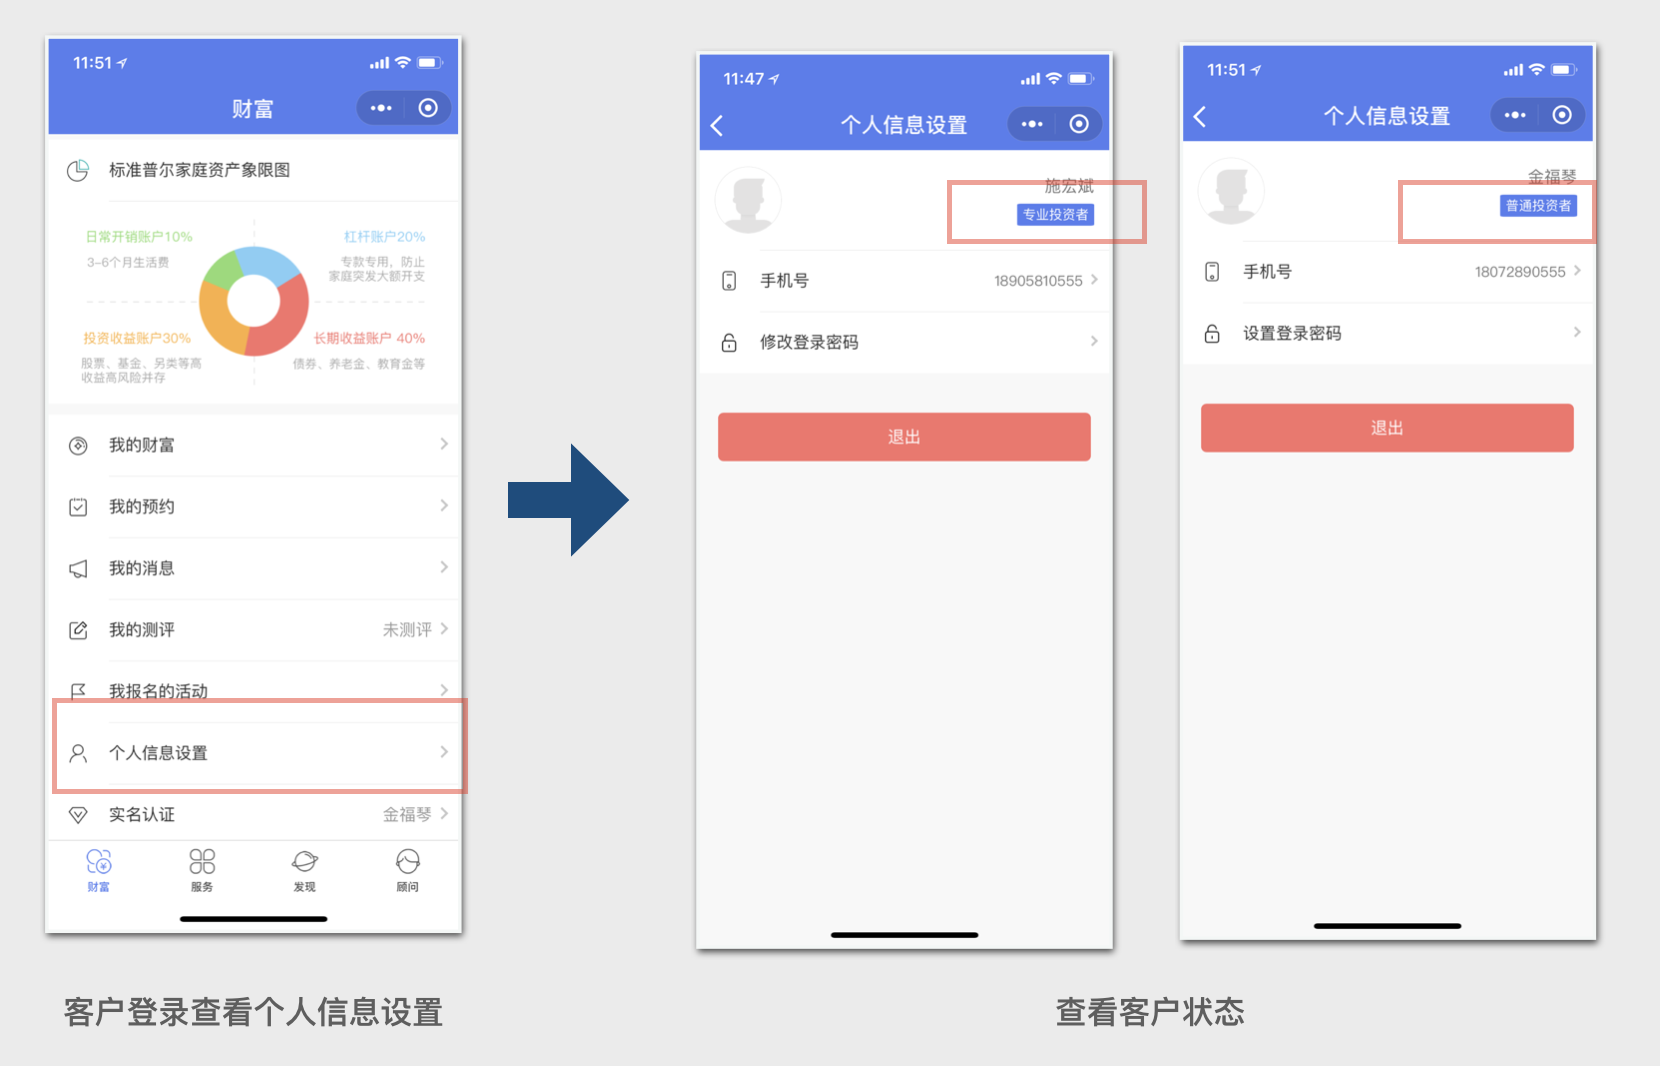 11:51
财富
标准普尔家庭资产象限图
日常开销账户10%
3-6个月生活费
杠杆账户20%
专款专用，防止
家庭突发大额开支
投资收益账户30%
股票、基金、另类等高
收益高风险并存
长期收益账户 40%
债券、养老金、教育金等
我的财富
我的预约
我的消息
我的测评 未测评
我报名的活动
个人信息设置
实名认证 金福琴
财富 服务 发现 顾问
客户登录查看个人信息设置
11:47
个人信息设置
施宏斌
专业投资者
手机号 18905810555
修改登录密码
退出
11:51
个人信息设置
金福琴
普通投资者
手机号 18072890555
设置登录密码
退出
查看客户状态